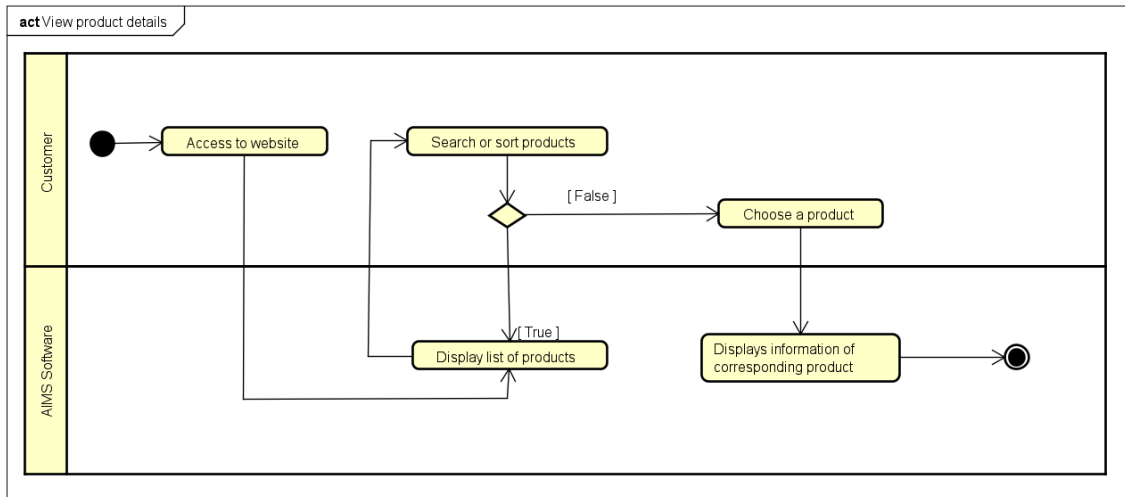 act View product details
Customer
Access to website
Search or sort products
[ False ]
Choose a product
AIMS Software
[ True ]
Display list of products
Displays information of
corresponding product